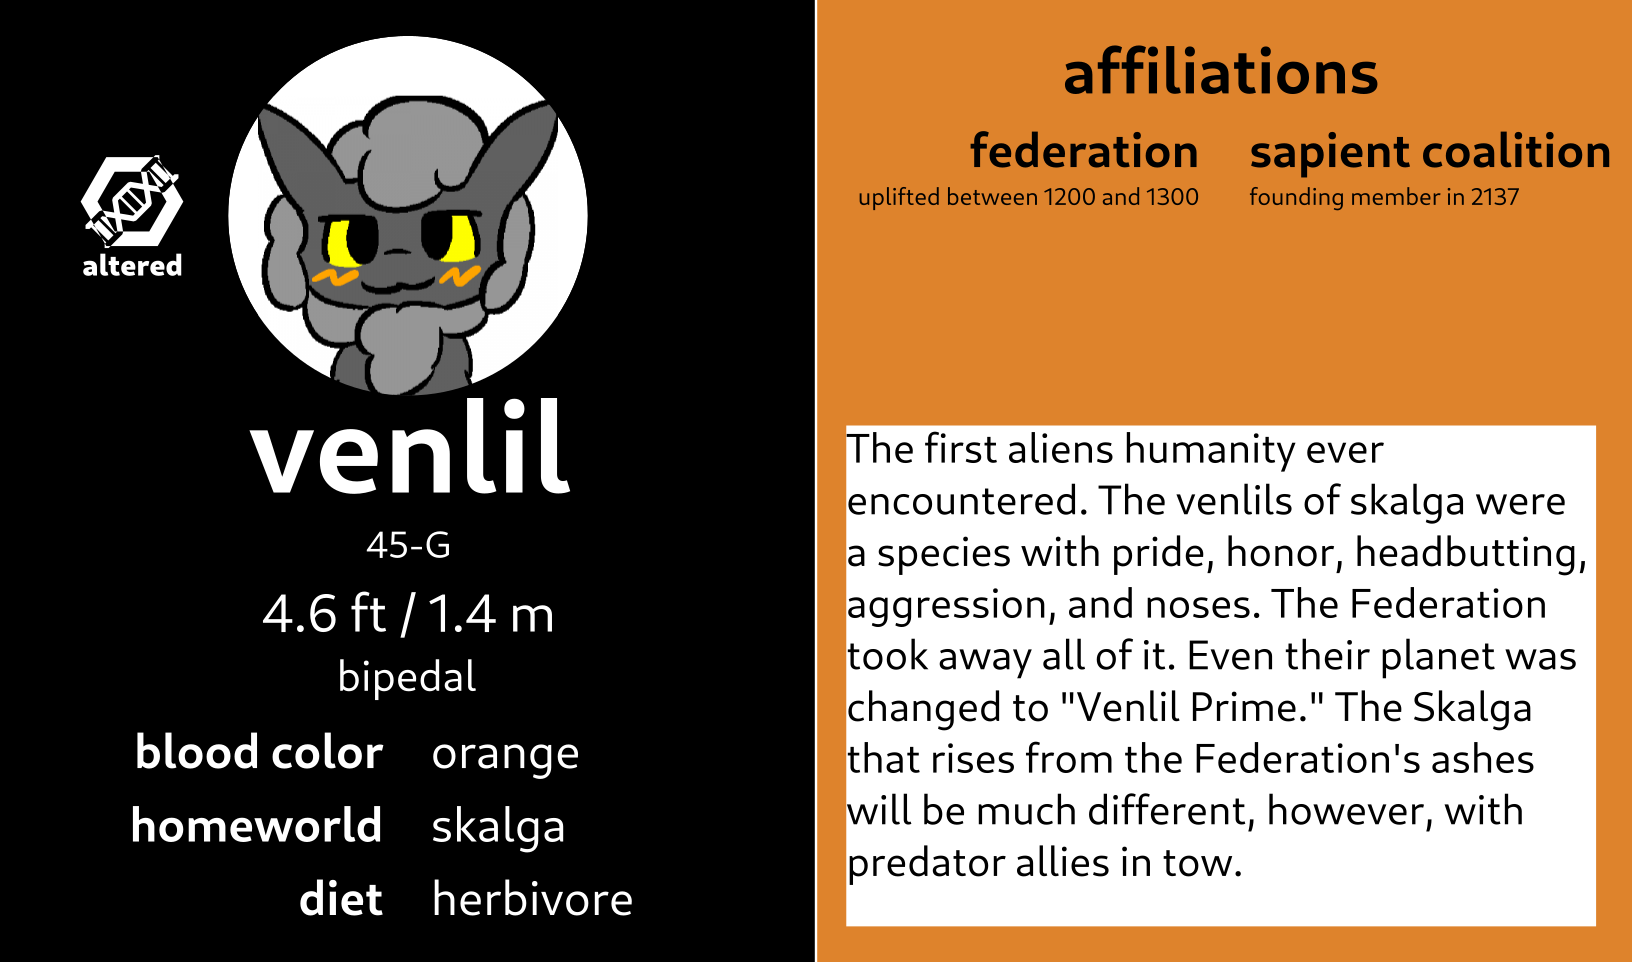 altered
venlil
45-G
4.6 ft / 1.4 m
bipedal
blood color orange
homeworld skalga
diet herbivore
affiliations
federation
uplifted between 1200 and 1300
sapient coalition
founding member in 2137
The first aliens humanity ever
encountered. The venlils of skalga were
a species with pride, honor, headbutting,
aggression, and noses. The Federation
took away all of it. Even their planet was
changed to "Venlil Prime." The Skalga
that rises from the Federation's ashes
will be much different, however, with
predator allies in tow.